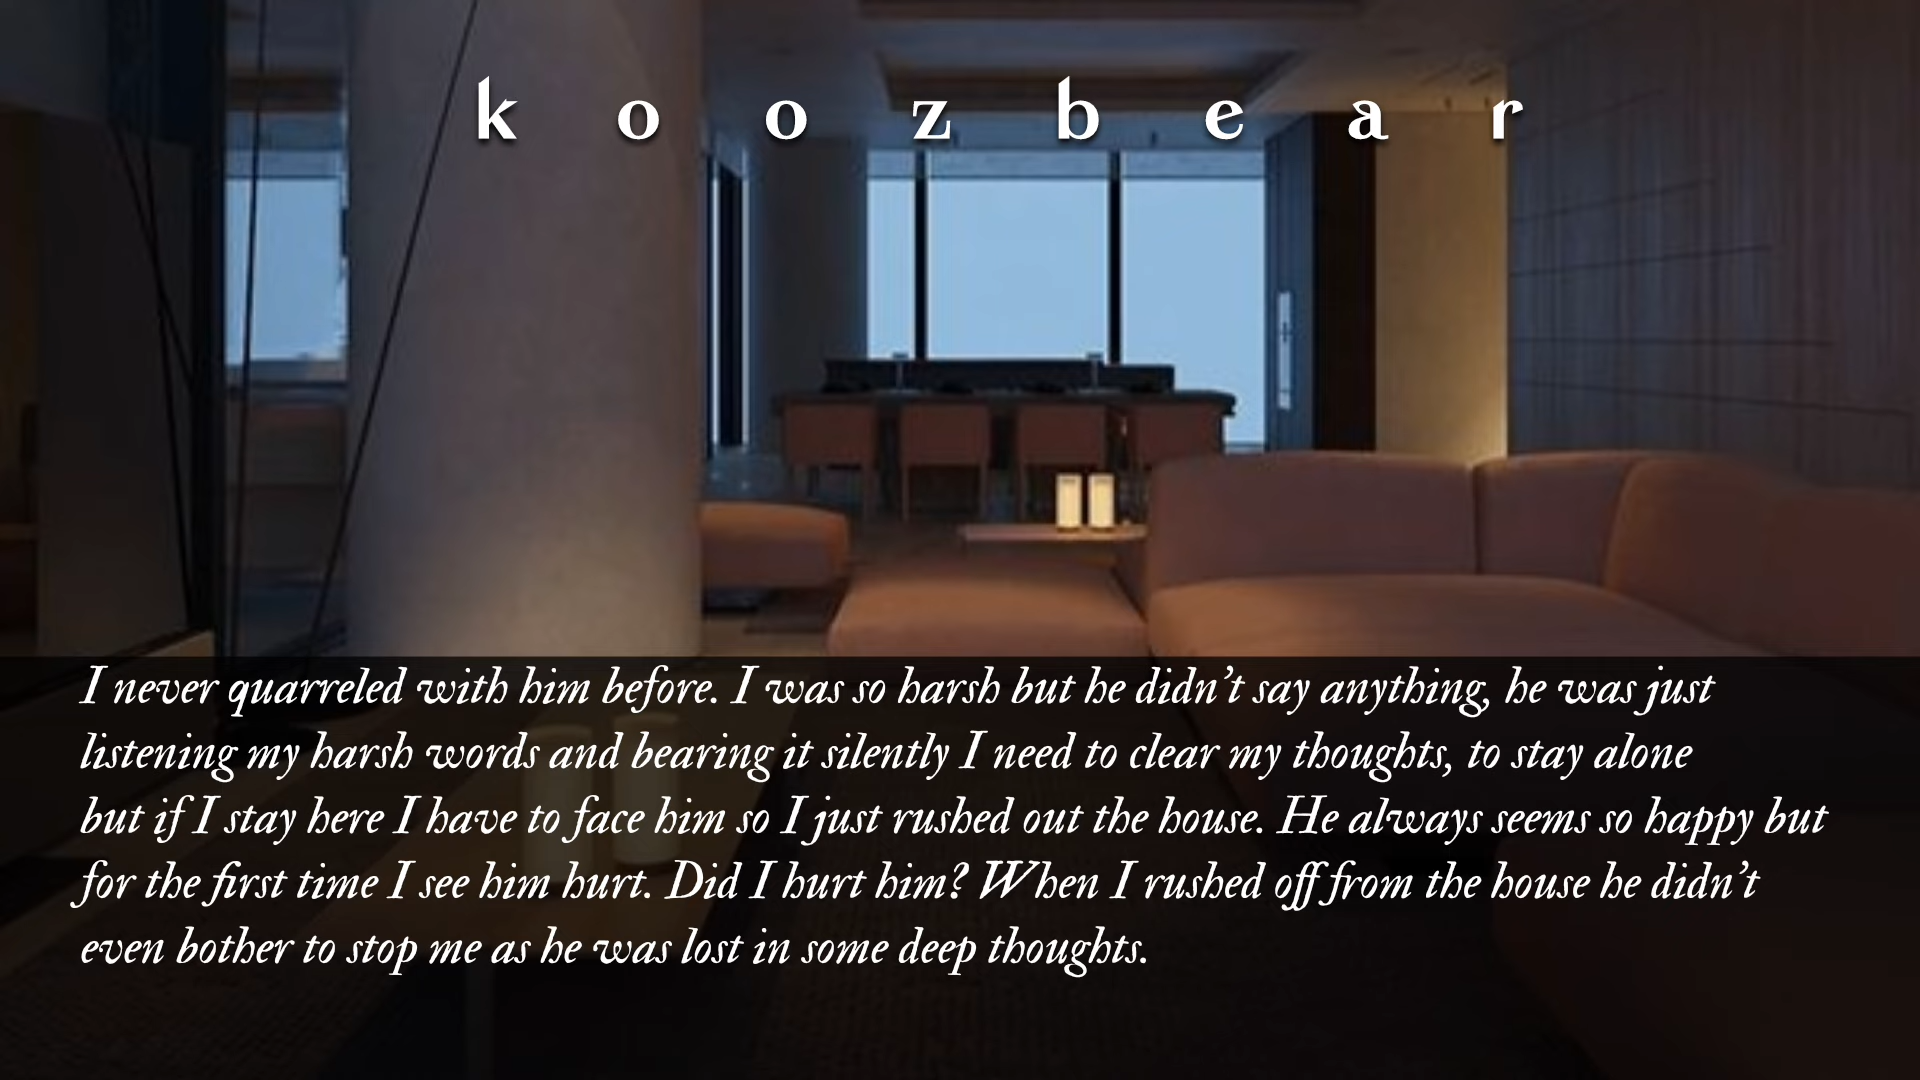 k o o z b e a r
I never quarreled with him before. I was so harsh but he didn't say anything, he was just
listening my harsh words and bearing it silently I need to clear my thoughts, to stay alone
but if I stay here I have to face him so I just rushed out the house. He always seems so happy but
for the first time I see him hurt. Did I hurt him? When I rushed off from the house he didn't
even bother to stop me as he was lost in some deep thoughts.